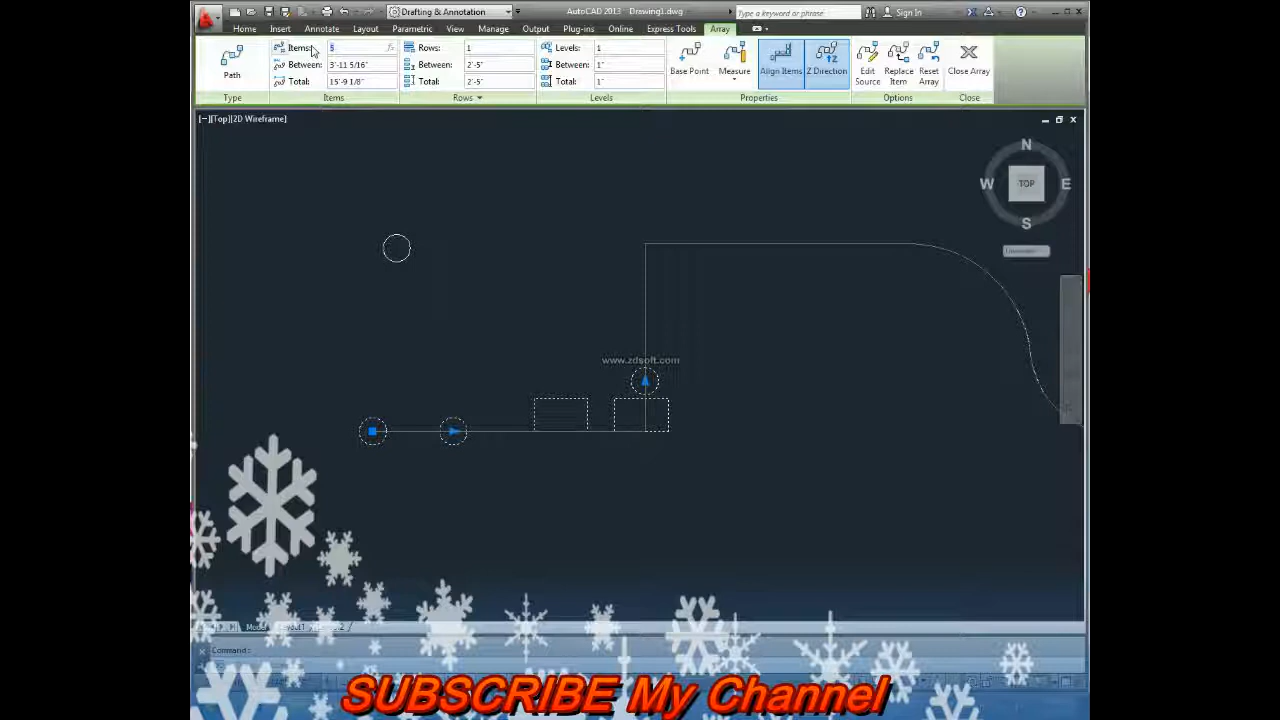 Drafting & Annotation
AutoCAD 2013 Drawing1.dwg
Type a keyword or phrase
Sign In
Home Insert Annotate Layout Parametric View Manage Output Plug-ins Online Express Tools Array
Items: 5 Rows: 1 Levels: 1
Between: 3'-11 5/16" Between: 2'-5" Between: 1"
Total: 15'-9 1/8" Total: 2'-5" Total: 1"
Path
Base Point Measure Align Items Z Direction Edit Source Replace Item Reset Array Close Array
Type Items Rows Levels Properties Options Close
[−][Top][2D Wireframe]
N
W TOP E
S
www.zdsoft.com
Model Layout1
Command:
SUBSCRIBE My Channel